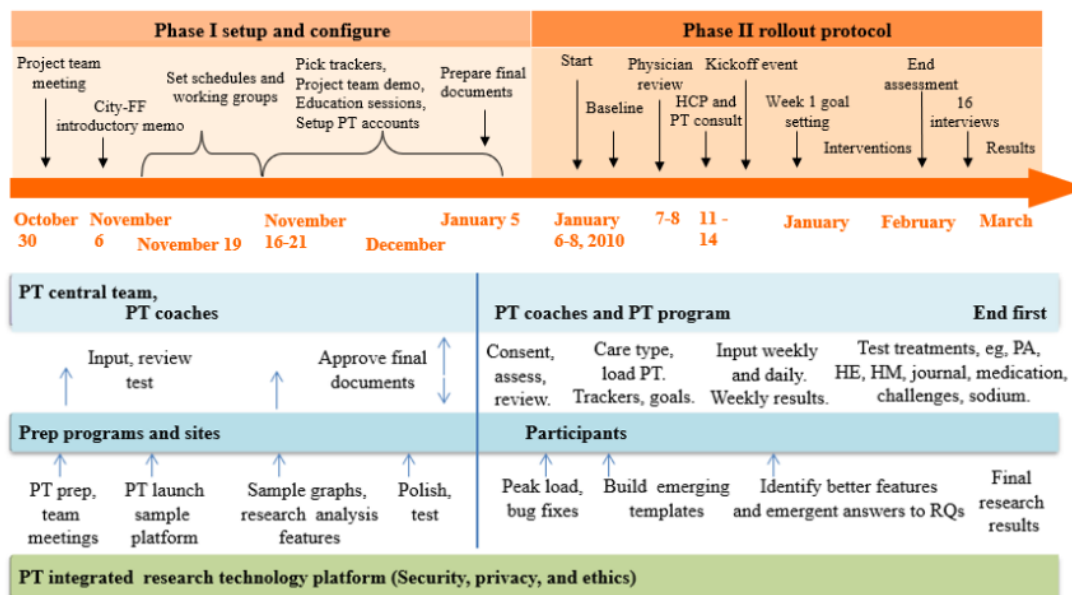 Phase I setup and configure
Phase II rollout protocol
Project team
meeting
City-FF
introductory memo
Set schedules and
working groups
Pick trackers,
Project team demo,
Education sessions,
Setup PT accounts
Prepare final
documents
Start
Baseline
Physician
review
HCP and
PT consult
Kickoff event
Week 1 goal
setting
Interventions
End
assessment
16
interviews
Results
October
30
November
6
November 19
November
16-21
December
January 5
January
6-8, 2010
7-8
11 -
14
January
February
March
PT central team,
PT coaches
PT coaches and PT program
End first
Input, review
test
Approve final
documents
Consent,
assess,
review.
Care type,
load PT.
Trackers, goals.
Input weekly
and daily.
Weekly results.
Test treatments, eg, PA,
HE, HM, journal, medication,
challenges, sodium.
Prep programs and sites
Participants
PT prep,
team
meetings
PT launch
sample
platform
Sample graphs,
research analysis
features
Polish,
test
Peak load,
bug fixes
Build emerging
templates
Identify better features
and emergent answers to RQs
Final
research
results
PT integrated research technology platform (Security, privacy, and ethics)